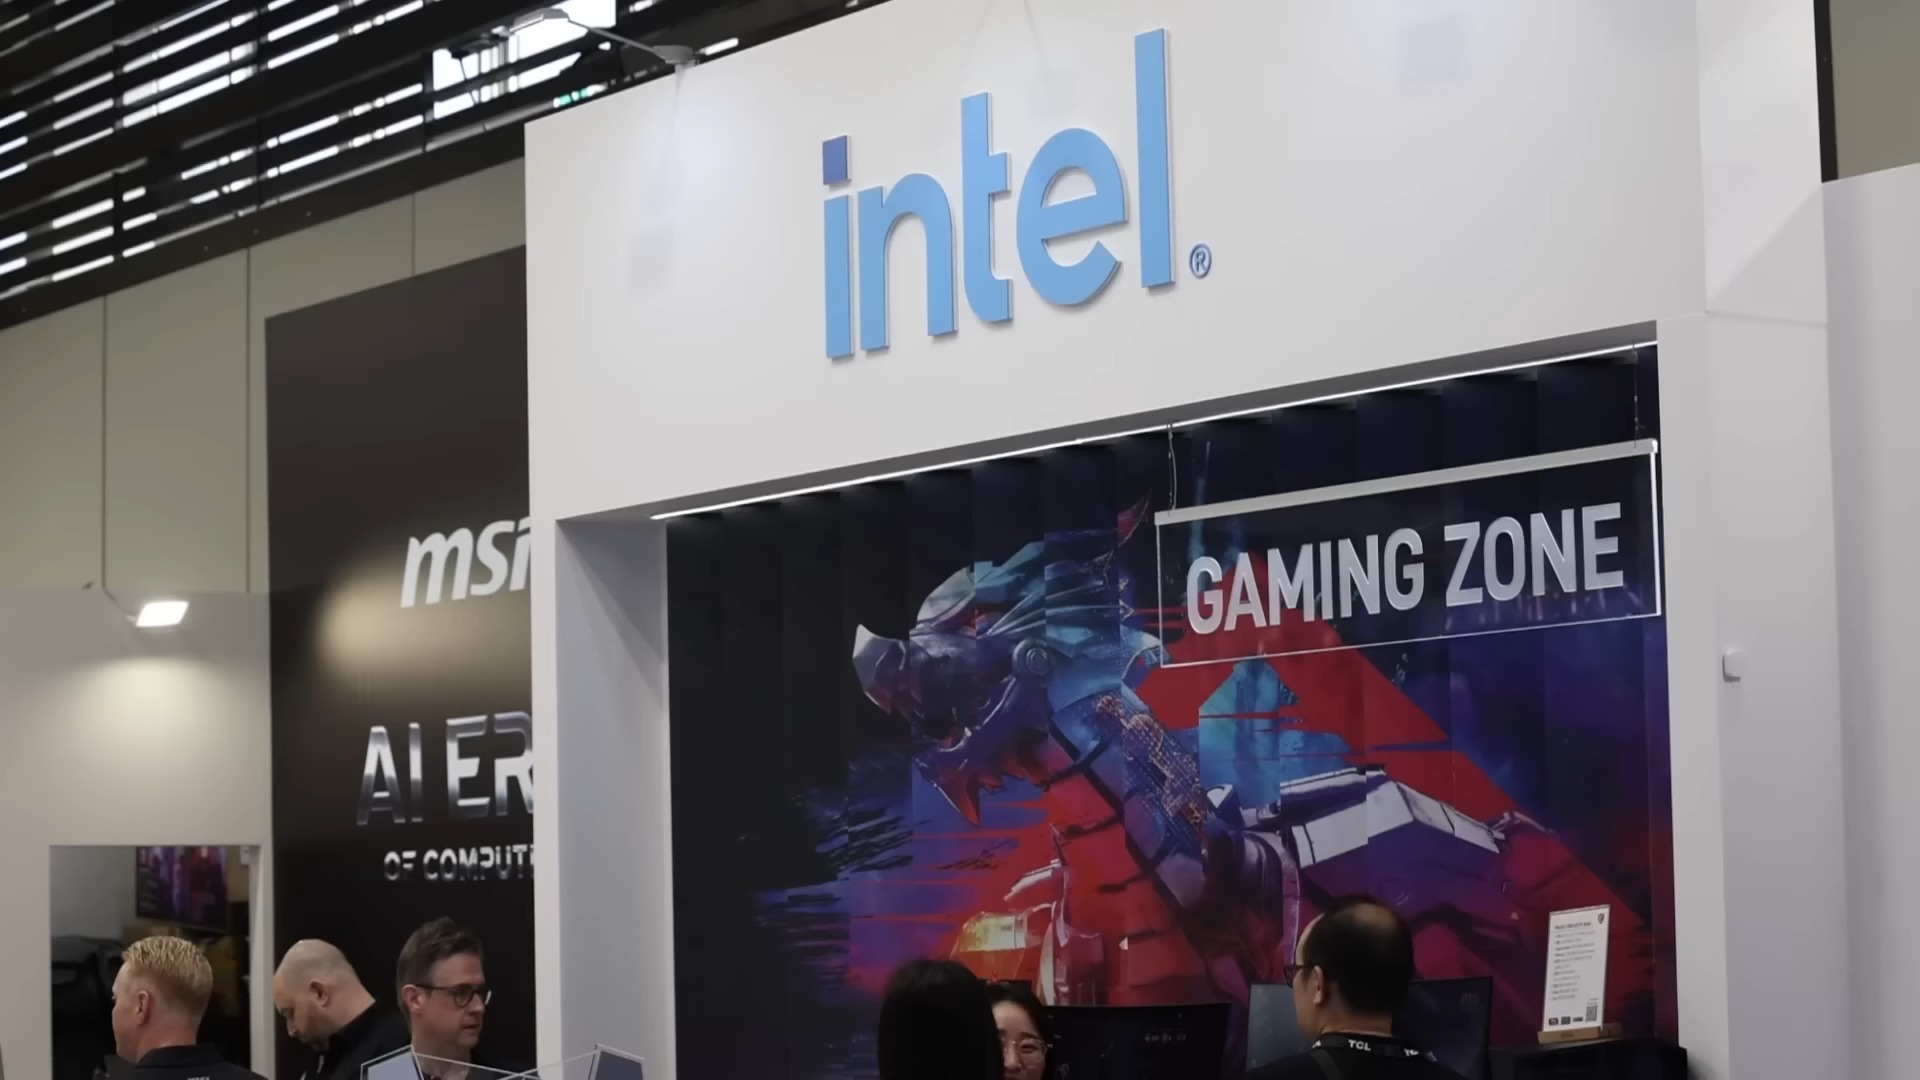 intel®
GAMING ZONE
msi
AI ER
OF COMPUT
TCL